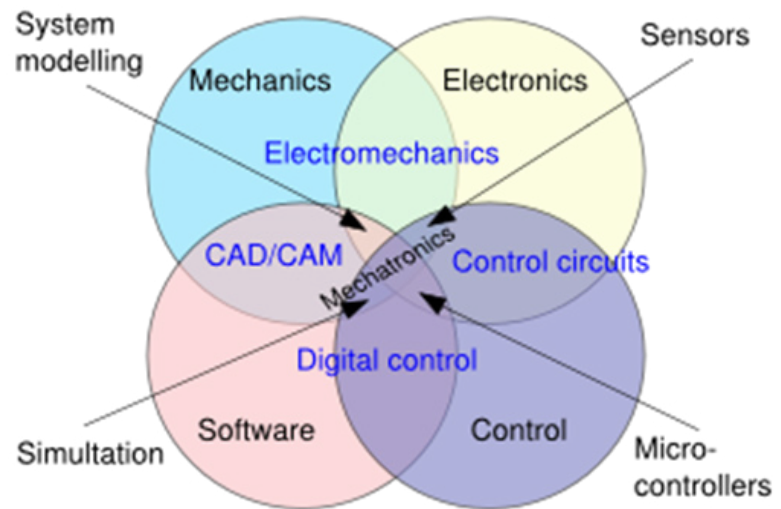 System
modelling
Sensors
Mechanics
Electronics
Electromechanics
CAD/CAM
Mechatronics
Control circuits
Digital control
Software
Control
Simultation
Micro-
controllers